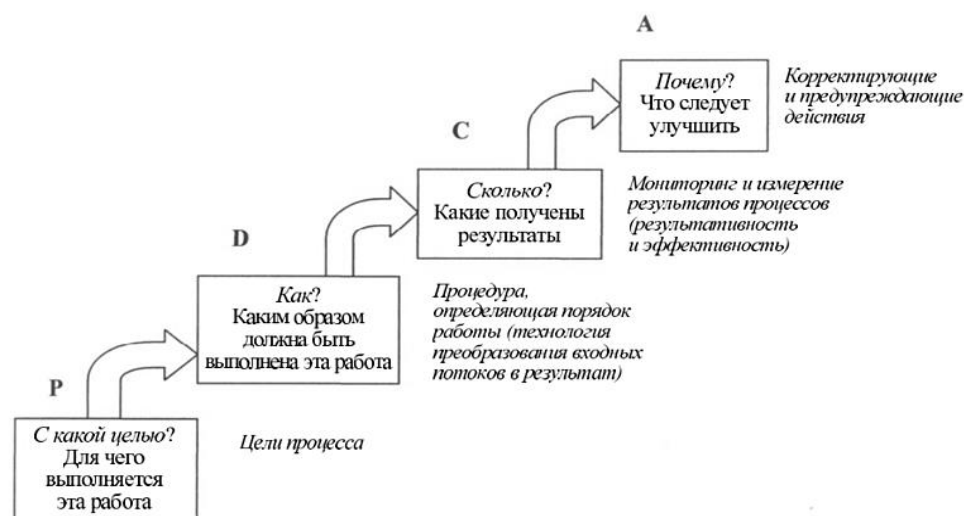 A
Почему?
Что следует
улучшить
Корректирующие
и предупреждающие
действия
C
Сколько?
Какие получены
результаты
Мониторинг и измерение
результатов процессов
(результативность
и эффективность)
D
Как?
Каким образом
должна быть
выполнена эта работа
Процедура,
определяющая порядок
работы (технология
преобразования входных
потоков в результат)
P
С какой целью?
Для чего
выполняется
эта работа
Цели процесса